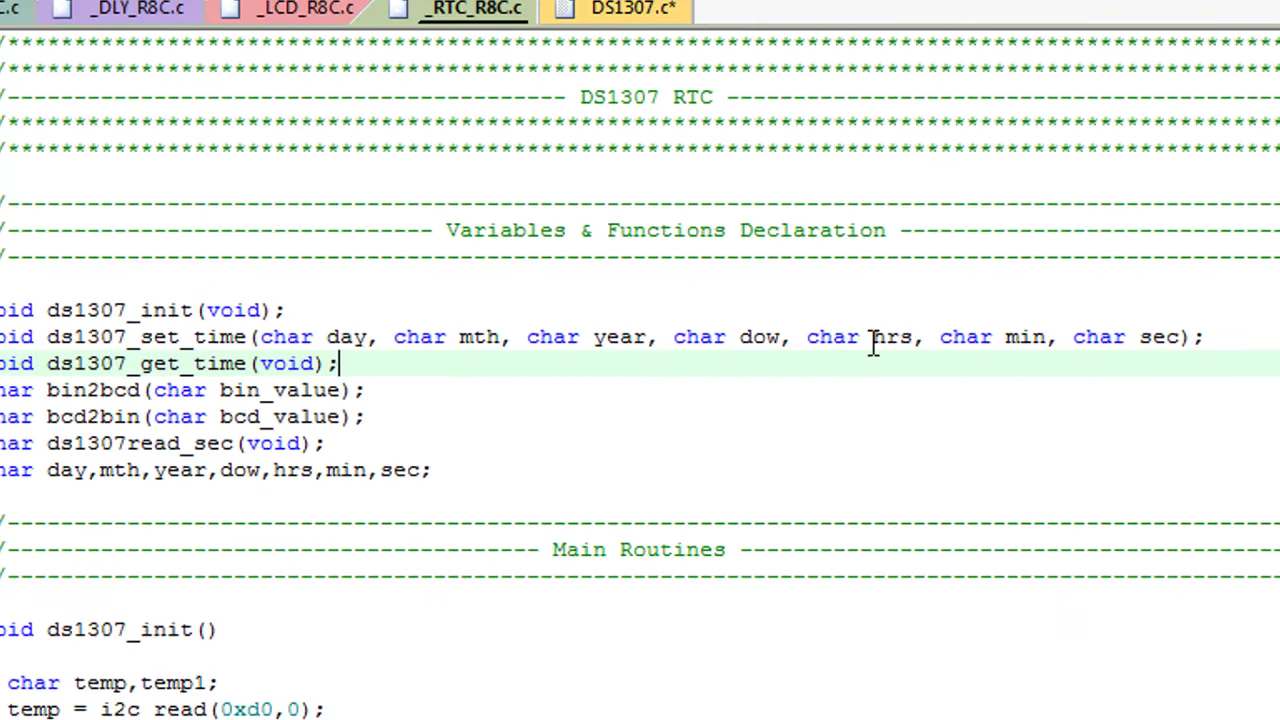 C.c _DLY_R8C.c _LCD_R8C.c _RTC_R8C.c DS1307.c*
/************************************************************************************************
/************************************************************************************************
/------------------------------------------ DS1307 RTC ------------------------------------------
/************************************************************************************************
/************************************************************************************************
/------------------------------------------------------------------------------------------------
/-------------------------------- Variables & Functions Declaration -----------------------------
/------------------------------------------------------------------------------------------------
oid ds1307_init(void);
oid ds1307_set_time(char day, char mth, char year, char dow, char hrs, char min, char sec);
oid ds1307_get_time(void);
har bin2bcd(char bin_value);
har bcd2bin(char bcd_value);
har ds1307read_sec(void);
har day,mth,year,dow,hrs,min,sec;
/------------------------------------------------------------------------------------------------
/---------------------------------------- Main Routines -----------------------------------------
/------------------------------------------------------------------------------------------------
oid ds1307_init()
char temp,temp1;
temp = i2c read(0xd0,0);